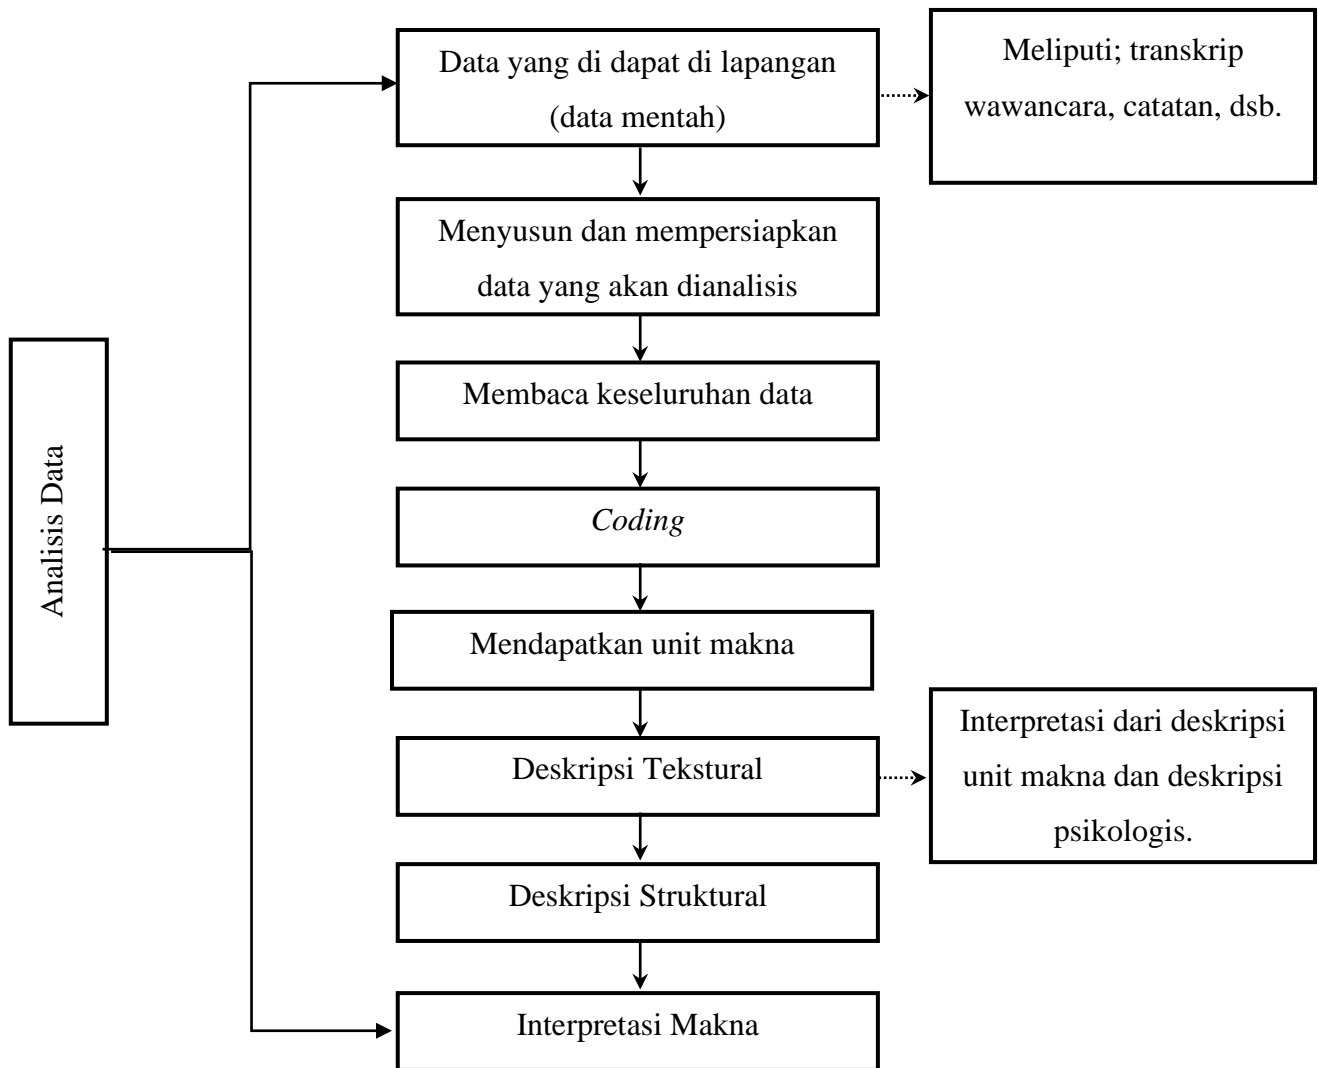 Data yang di dapat di lapangan
(data mentah)
Meliputi; transkrip
wawancara, catatan, dsb.
Menyusun dan mempersiapkan
data yang akan dianalisis
Membaca keseluruhan data
Analisis Data
Coding
Mendapatkan unit makna
Deskripsi Tekstural
Interpretasi dari deskripsi
unit makna dan deskripsi
psikologis.
Deskripsi Struktural
Interpretasi Makna